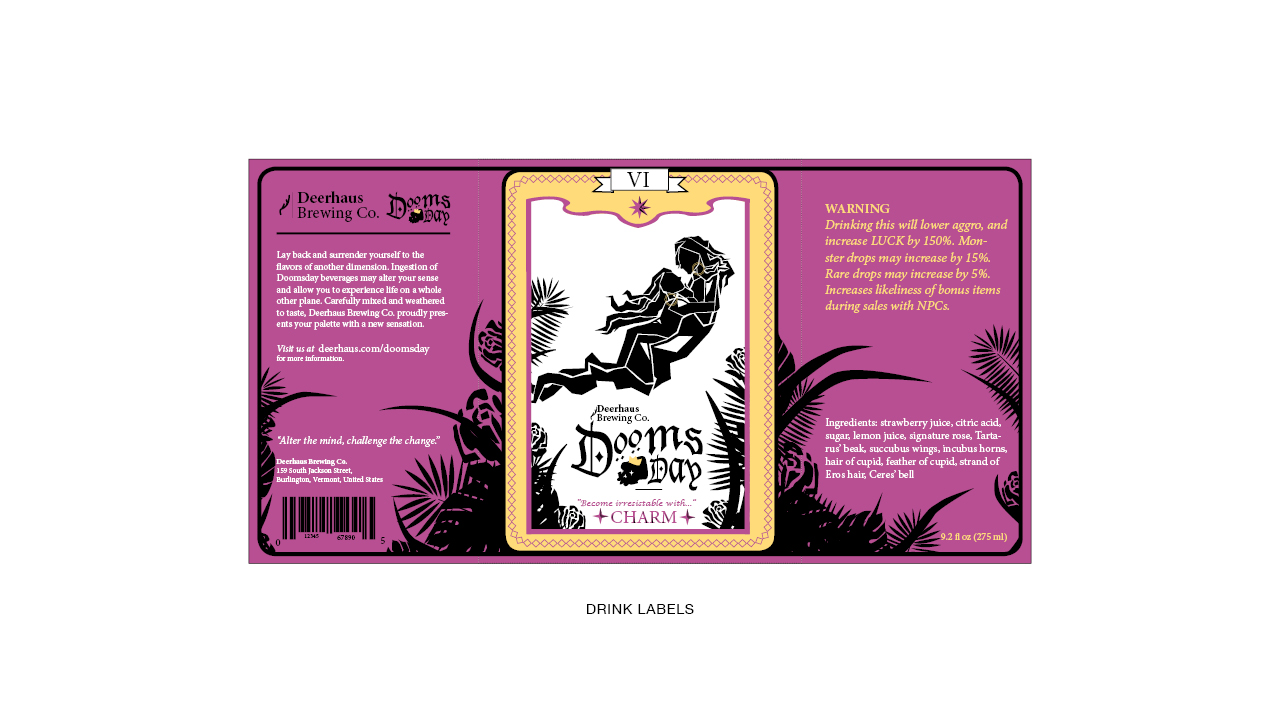 Deerhaus
Brewing Co.
Dooms
Day
Lay back and surrender yourself to the
flavors of another dimension. Ingestion of
Doomsday beverages may alter your sense
and allow you to experience life on a whole
other plane. Carefully mixed and weathered
to taste, Deerhaus Brewing Co. proudly pres-
ents your palette with a new sensation.
Visit us at deerhaus.com/doomsday
for more information.
"Alter the mind, challenge the change."
Deerhaus Brewing Co.
159 South Jackson Street,
Burlington, Vermont, United States
0 12345 67890 5
VI
Deerhaus
Brewing Co.
Dooms
Day
"Become irresistable with..."
CHARM
WARNING
Drinking this will lower aggro, and
increase LUCK by 150%. Mon-
ster drops may increase by 15%.
Rare drops may increase by 5%.
Increases likeliness of bonus items
during sales with NPCs.
Ingredients: strawberry juice, citric acid,
sugar, lemon juice, signature rose, Tarta-
rus' beak, succubus wings, incubus horns,
hair of cupid, feather of cupid, strand of
Eros hair, Ceres' bell
9.2 fl oz (275 ml)
DRINK LABELS